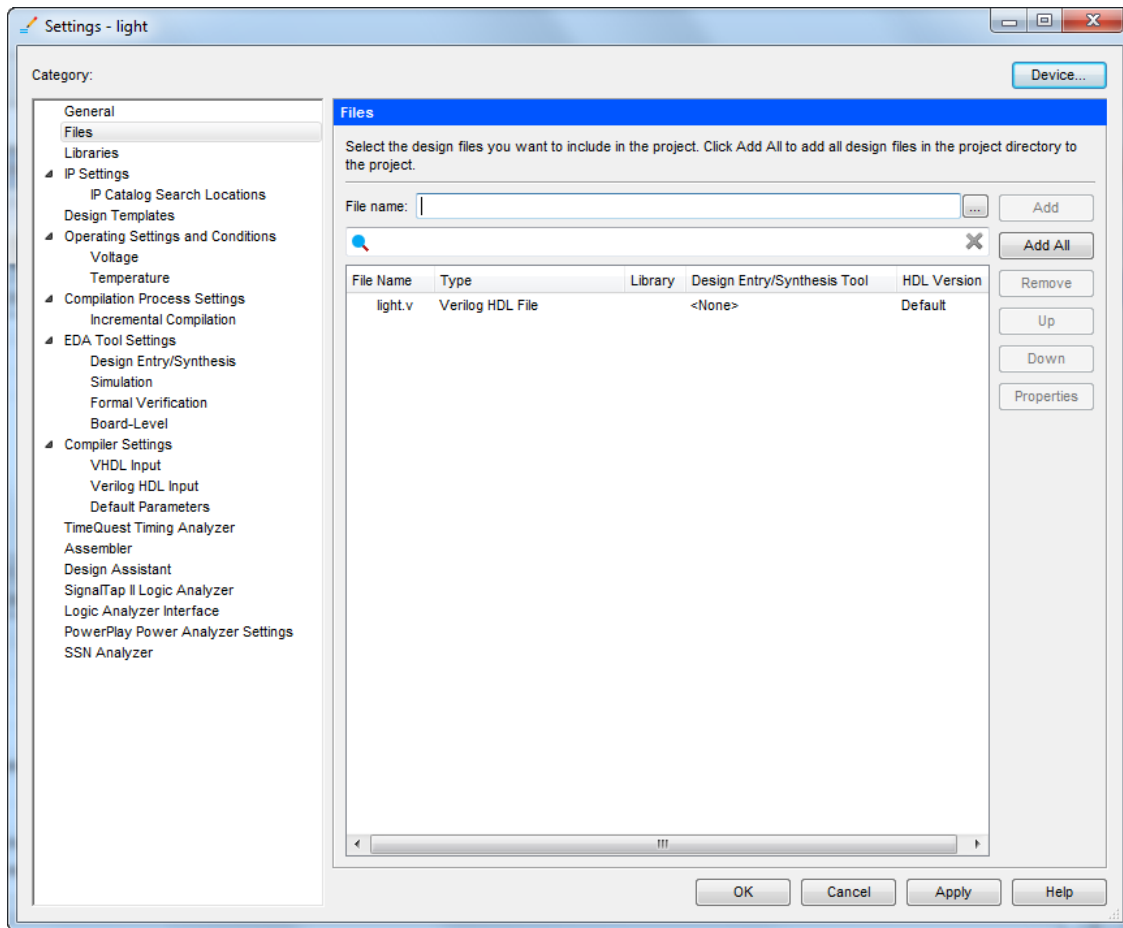 Settings - light
Category:
Device...
General
Files
Libraries
IP Settings
IP Catalog Search Locations
Design Templates
Operating Settings and Conditions
Voltage
Temperature
Compilation Process Settings
Incremental Compilation
EDA Tool Settings
Design Entry/Synthesis
Simulation
Formal Verification
Board-Level
Compiler Settings
VHDL Input
Verilog HDL Input
Default Parameters
TimeQuest Timing Analyzer
Assembler
Design Assistant
SignalTap II Logic Analyzer
Logic Analyzer Interface
PowerPlay Power Analyzer Settings
SSN Analyzer
Files
Select the design files you want to include in the project. Click Add All to add all design files in the project directory to
the project.
File name:
...
Add
Add All
File Name Type Library Design Entry/Synthesis Tool HDL Version
light.v Verilog HDL File <None> Default
Remove
Up
Down
Properties
OK Cancel Apply Help